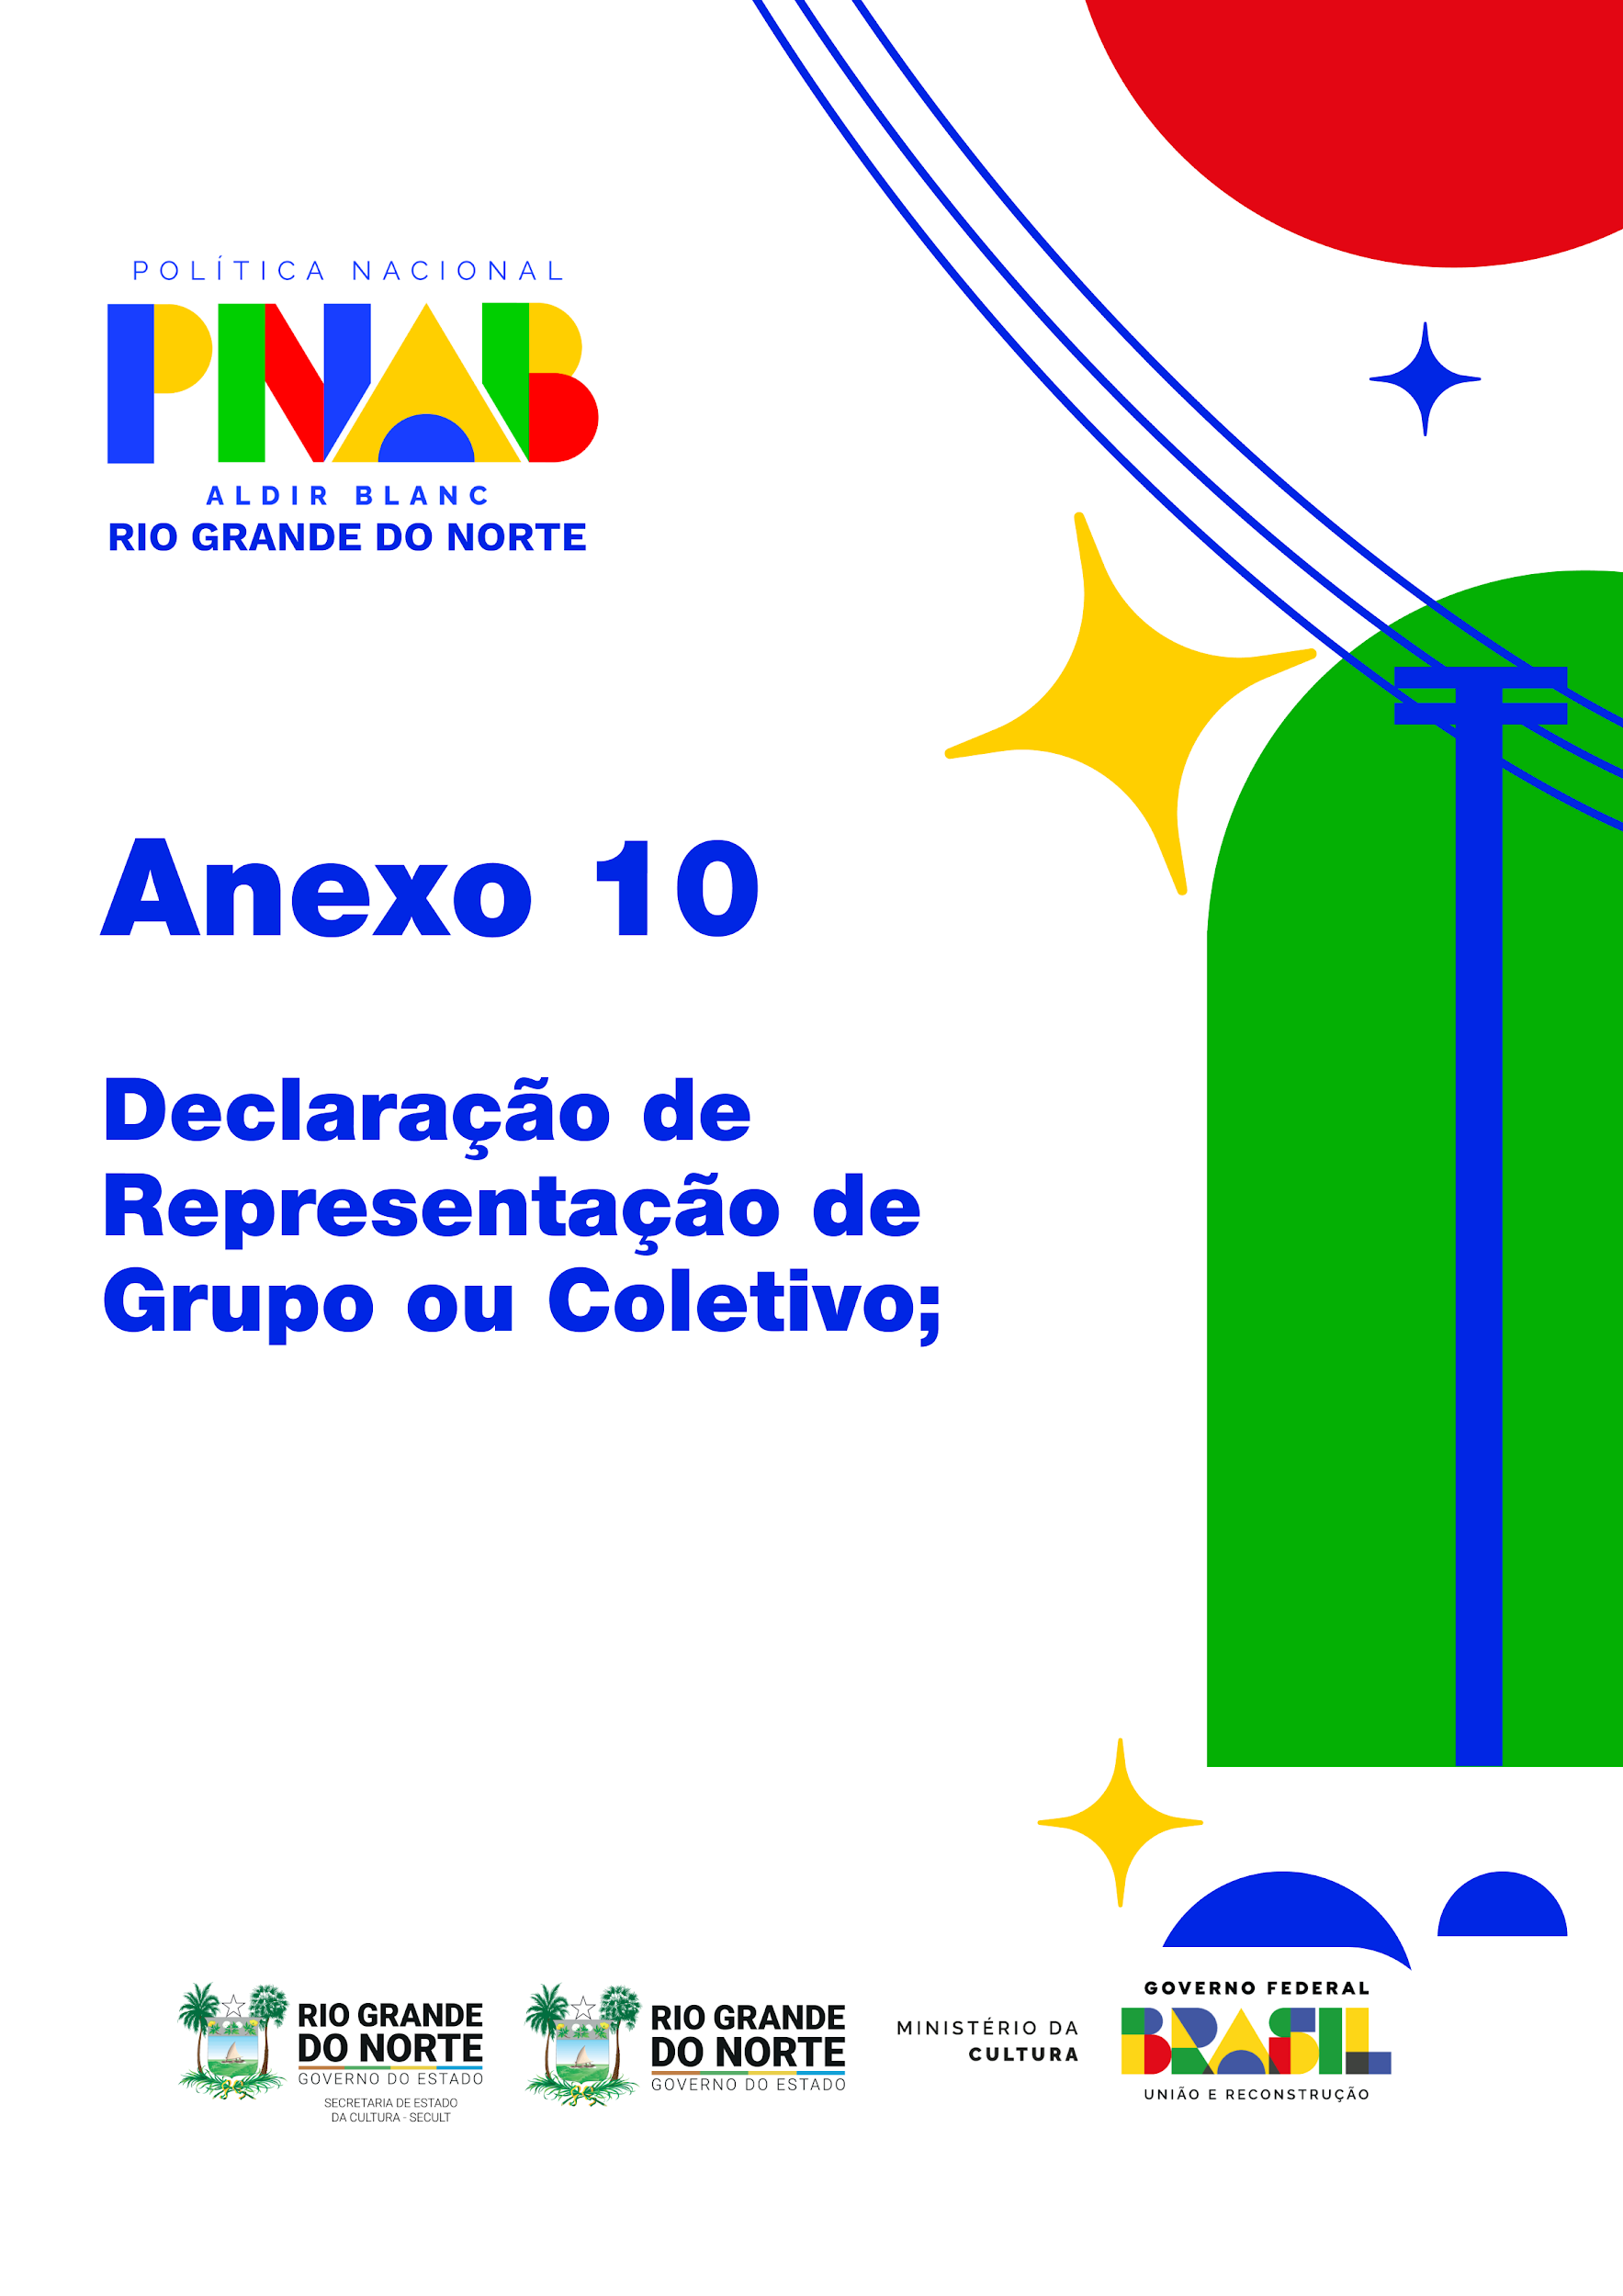 POLÍTICA NACIONAL
PNAB
ALDIR BLANC
RIO GRANDE DO NORTE
Anexo 10
Declaração de
Representação de
Grupo ou Coletivo;
RIO GRANDE
DO NORTE
GOVERNO DO ESTADO
SECRETARIA DE ESTADO
DA CULTURA - SECULT
RIO GRANDE
DO NORTE
GOVERNO DO ESTADO
MINISTÉRIO DA
CULTURA
GOVERNO FEDERAL
BRASIL
UNIÃO E RECONSTRUÇÃO